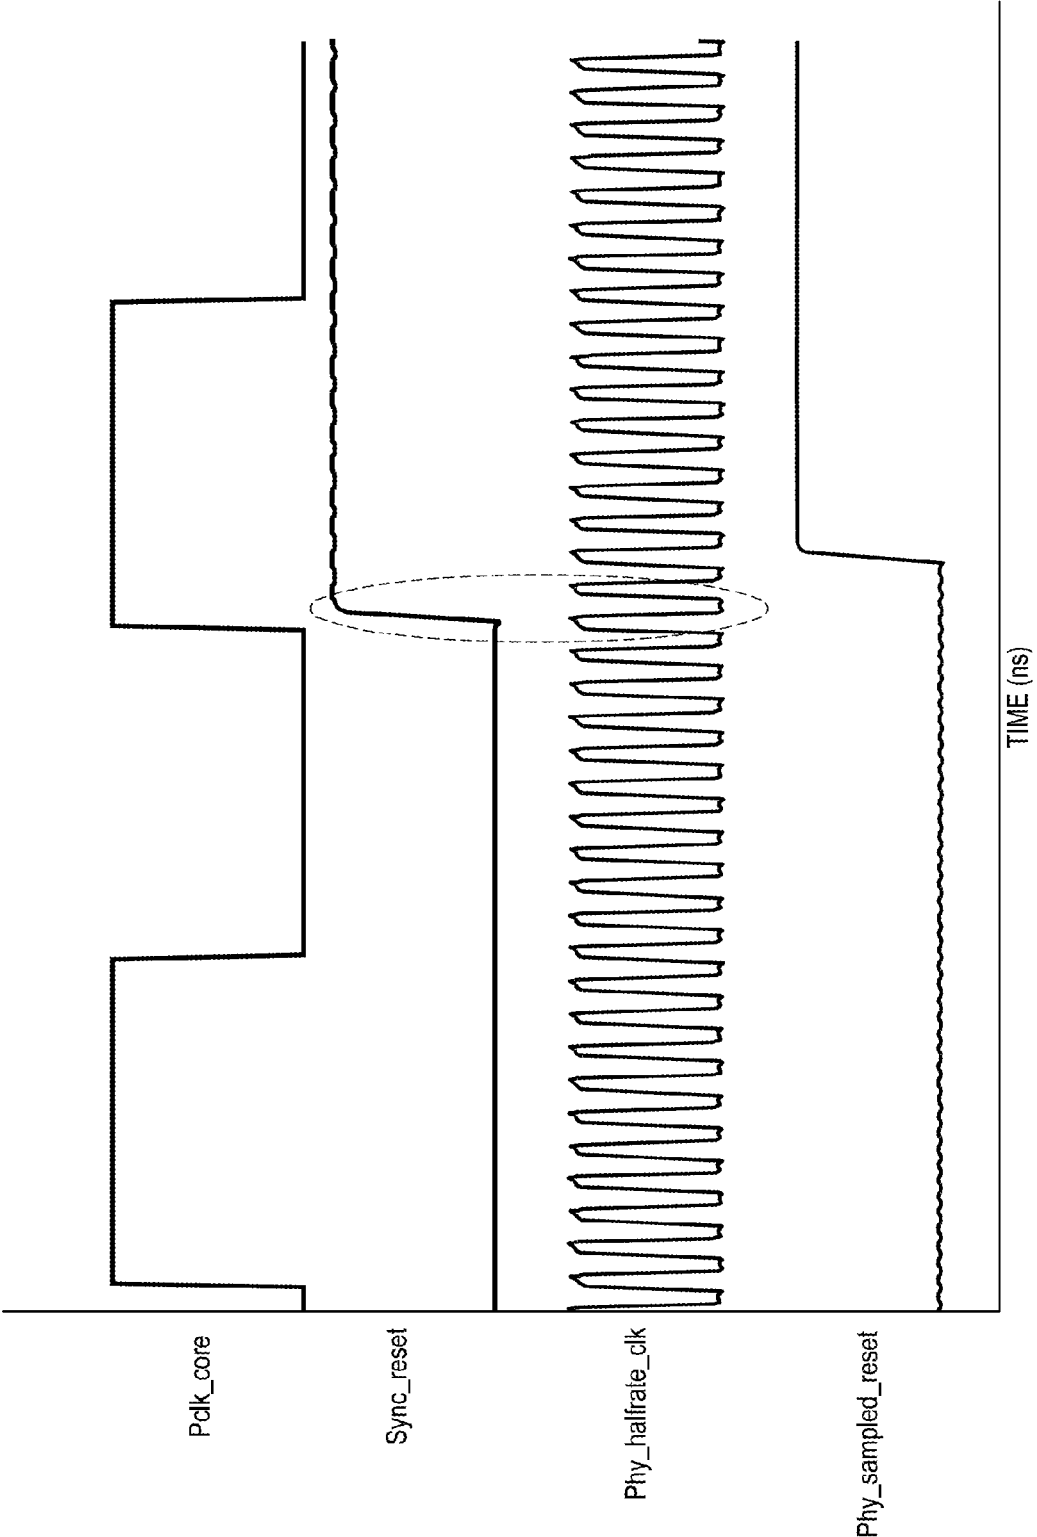 Pclk_core
Sync_reset
Phy_halfrate_clk
Phy_sampled_reset
TIME (ns)